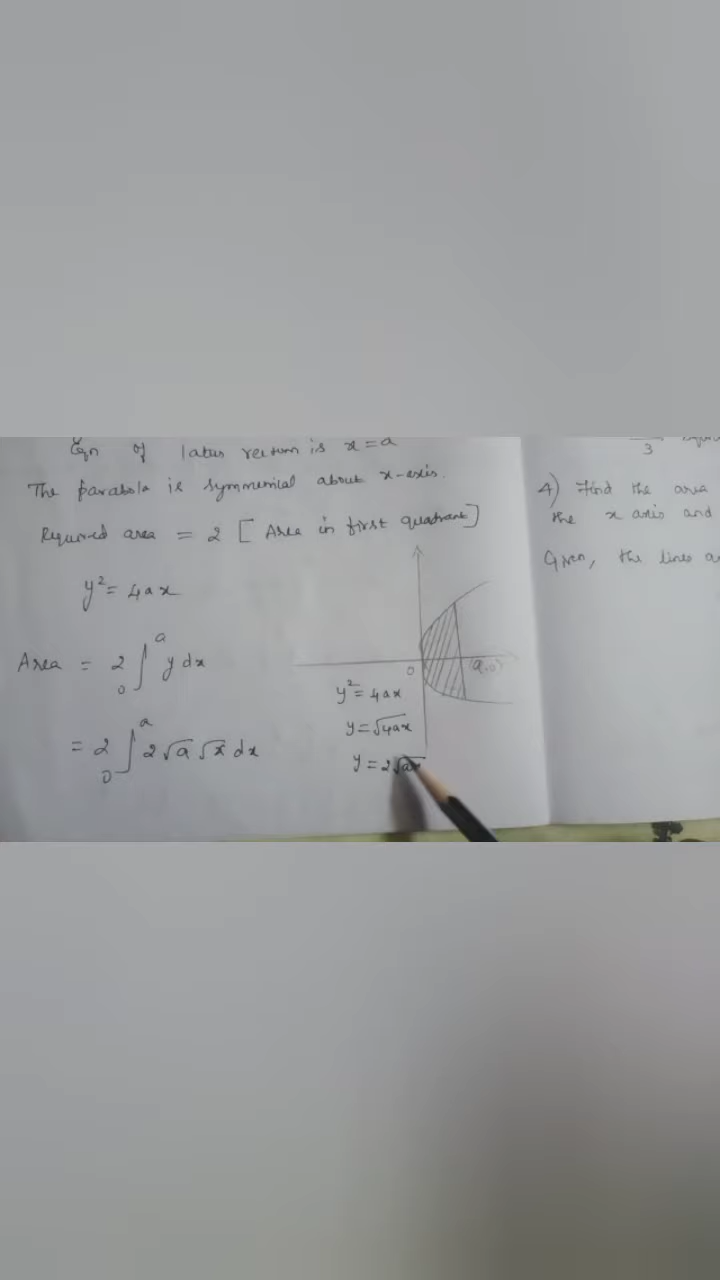 Eqn of latus rectum is x = a
The parabola is symmetrical about x-axis.
Required area = 2 [ Area in first quadrant ]
y² = 4ax
Area = 2 ∫₀ᵃ y dx
= 2 ∫₀ᵃ 2√a √x dx
0
(a,0)
y² = 4ax
y = √4ax
y = 2√ax
3
4) Find the area
the x axis and
Given, the lines a